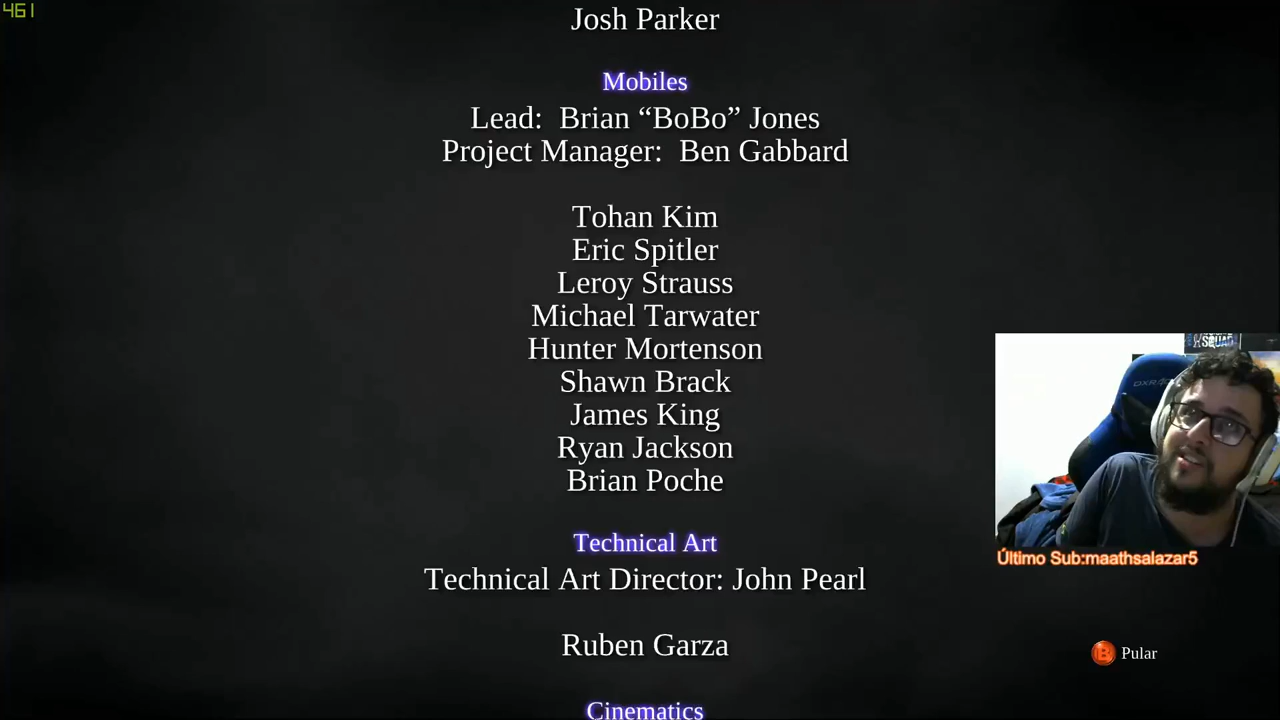 461
Josh Parker
Mobiles
Lead:  Brian “BoBo” Jones
Project Manager:  Ben Gabbard
Tohan Kim
Eric Spitler
Leroy Strauss
Michael Tarwater
Hunter Mortenson
Shawn Brack
James King
Ryan Jackson
Brian Poche
Technical Art
Technical Art Director: John Pearl
Ruben Garza
Cinematics
SQUAD
DXR
Último Sub:maathsalazar5
B Pular